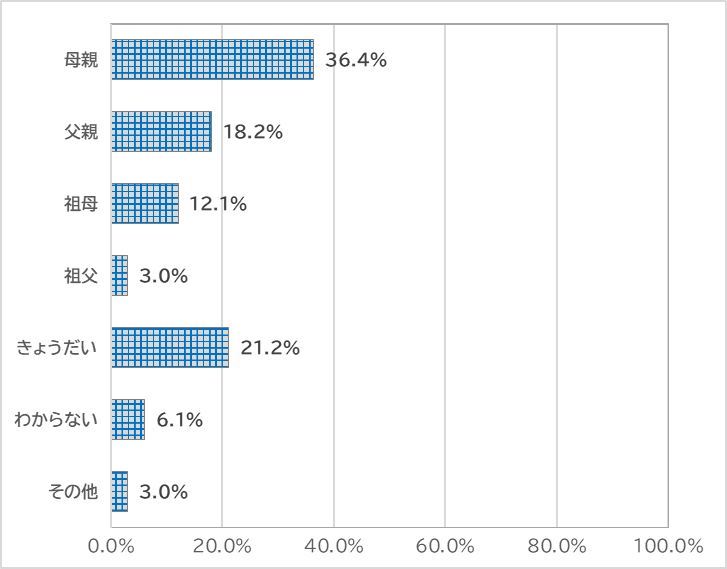 母親 36.4%
父親 18.2%
祖母 12.1%
祖父 3.0%
きょうだい 21.2%
わからない 6.1%
その他 3.0%
0.0% 20.0% 40.0% 60.0% 80.0% 100.0%